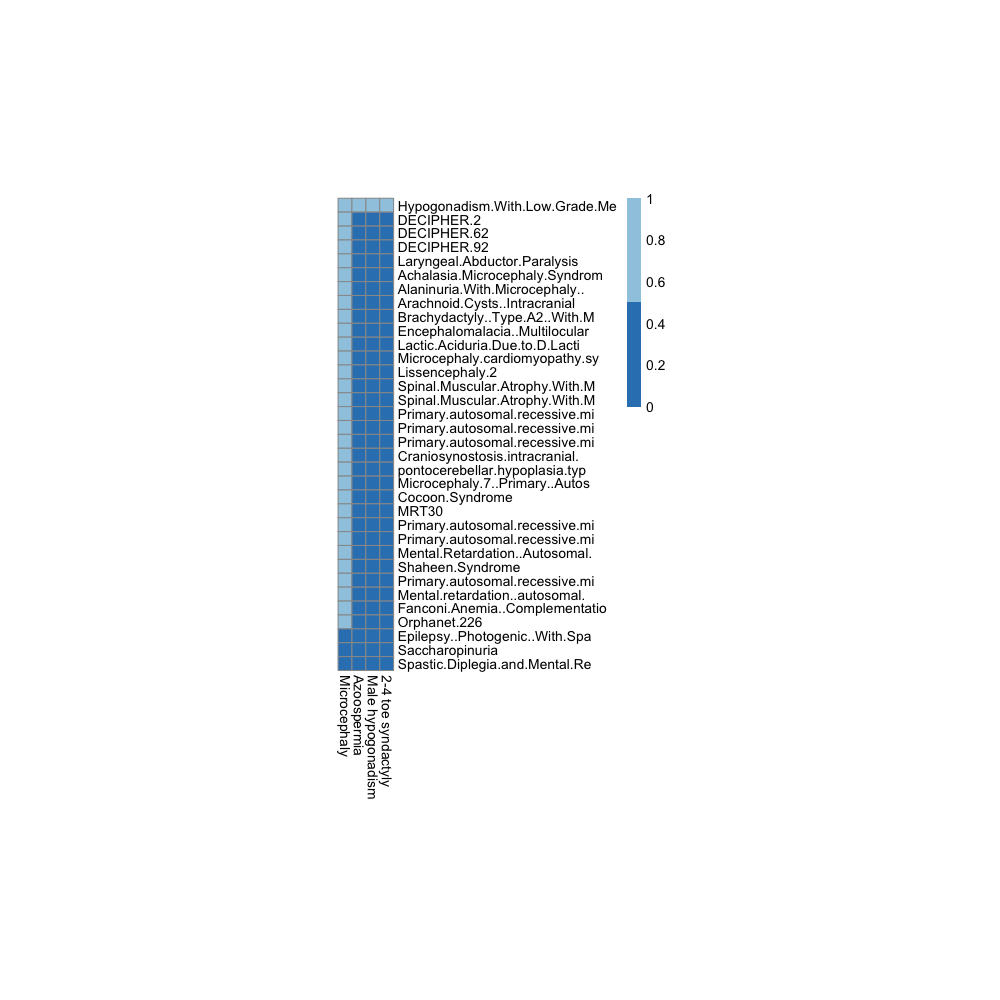 Hypogonadism.With.Low.Grade.Me
DECIPHER.2
DECIPHER.62
DECIPHER.92
Laryngeal.Abductor.Paralysis
Achalasia.Microcephaly.Syndrom
Alaninuria.With.Microcephaly..
Arachnoid.Cysts..Intracranial
Brachydactyly..Type.A2..With.M
Encephalomalacia..Multilocular
Lactic.Aciduria.Due.to.D.Lacti
Microcephaly.cardiomyopathy.sy
Lissencephaly.2
Spinal.Muscular.Atrophy.With.M
Spinal.Muscular.Atrophy.With.M
Primary.autosomal.recessive.mi
Primary.autosomal.recessive.mi
Primary.autosomal.recessive.mi
Craniosynostosis.intracranial.
pontocerebellar.hypoplasia.typ
Microcephaly.7..Primary..Autos
Cocoon.Syndrome
MRT30
Primary.autosomal.recessive.mi
Primary.autosomal.recessive.mi
Mental.Retardation..Autosomal.
Shaheen.Syndrome
Primary.autosomal.recessive.mi
Mental.retardation..autosomal.
Fanconi.Anemia..Complementatio
Orphanet.226
Epilepsy..Photogenic..With.Spa
Saccharopinuria
Spastic.Diplegia.and.Mental.Re
Microcephaly
Azoospermia
Male hypogonadism
2-4 toe syndactyly
1
0.8
0.6
0.4
0.2
0